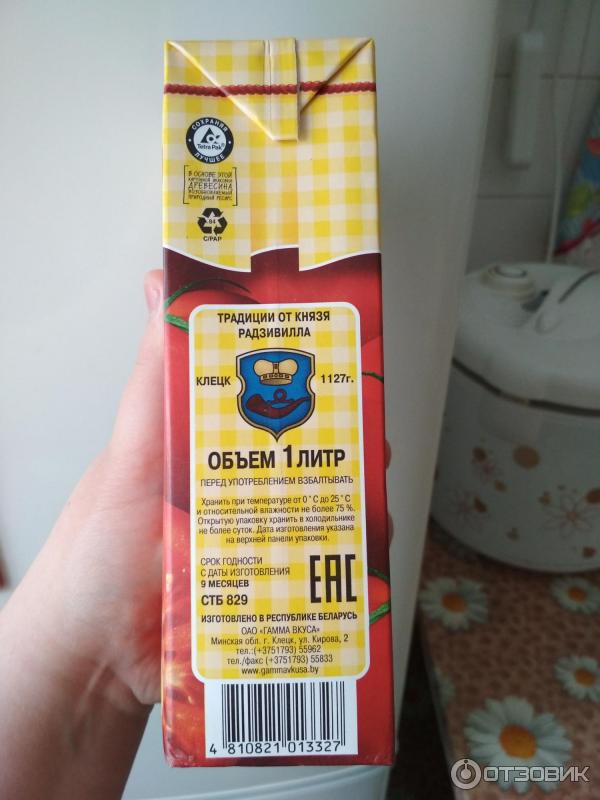 СОХРАНЯЯ
Tetra Pak®
ЛУЧШЕЕ
В ОСНОВЕ ЭТОЙ
КАРТОННОЙ УПАКОВКИ
ДРЕВЕСИНА
ВОЗОБНОВЛЯЕМЫЙ
ПРИРОДНЫЙ РЕСУРС
84
C/PAP
ТРАДИЦИИ ОТ КНЯЗЯ
РАДЗИВИЛЛА
КЛЕЦК 1127г.
ОБЪЕМ 1 ЛИТР
ПЕРЕД УПОТРЕБЛЕНИЕМ ВЗБАЛТЫВАТЬ
Хранить при температуре от 0°С до 25°С
и относительной влажности не более 75 %.
Открытую упаковку хранить в холодильнике
не более суток. Дата изготовления указана
на верхней панели упаковки.
СРОК ГОДНОСТИ
С ДАТЫ ИЗГОТОВЛЕНИЯ
9 МЕСЯЦЕВ
СТБ 829
EAC
ИЗГОТОВЛЕНО В РЕСПУБЛИКЕ БЕЛАРУСЬ
ОАО «ГАММА ВКУСА»
Минская обл. г. Клецк, ул. Кирова, 2
тел.:(+3751793) 55962
тел./факс (+3751793) 55833
www.gammavkusa.by
4 810821 013327
ОТЗОВИК